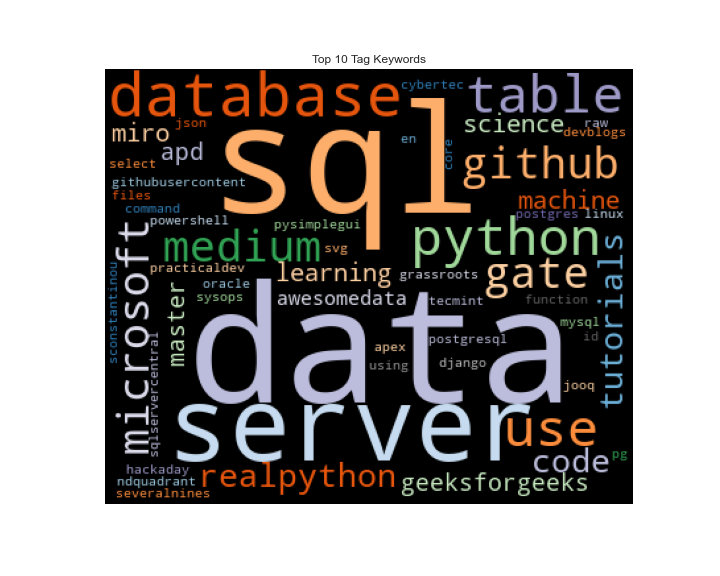 Top 10 Tag Keywords
database
sql
cybertec
table
json
miro
science
raw
devblogs
en
core
apd
select
github
githubusercontent
files
machine
command
postgres
linux
powershell
pysimplegui
python
microsoft
medium
svg
practicaldev
learning
grassroots
gate
tutorials
sconstantinou
oracle
sysops
master
awesomedata
tecmint
function
data
postgresql
mysql
id
sqlservercentral
apex
using
django
jooq
server
use
code
pg
hackaday
ndquadrant
severalnines
realpython
geeksforgeeks